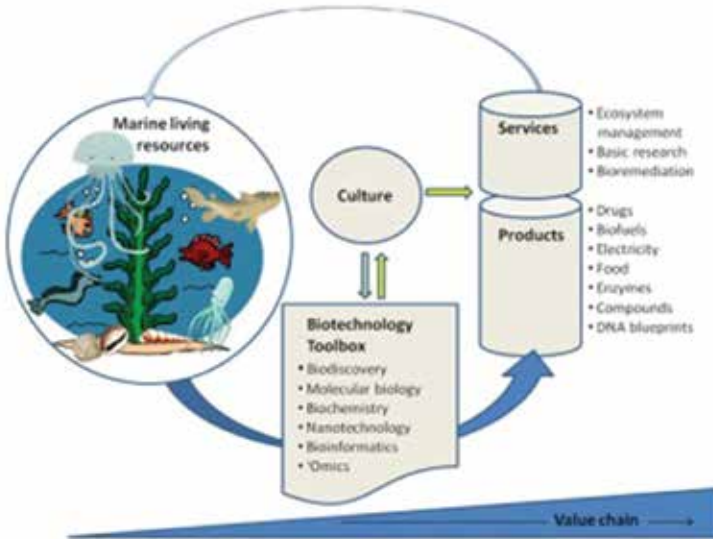 Marine living
resources
Culture
Biotechnology
Toolbox
• Biodiscovery
• Molecular biology
• Biochemistry
• Nanotechnology
• Bioinformatics
• 'Omics
Services
• Ecosystem
management
• Basic research
• Bioremediation
Products
• Drugs
• Biofuels
• Electricity
• Food
• Enzymes
• Compounds
• DNA blueprints
Value chain